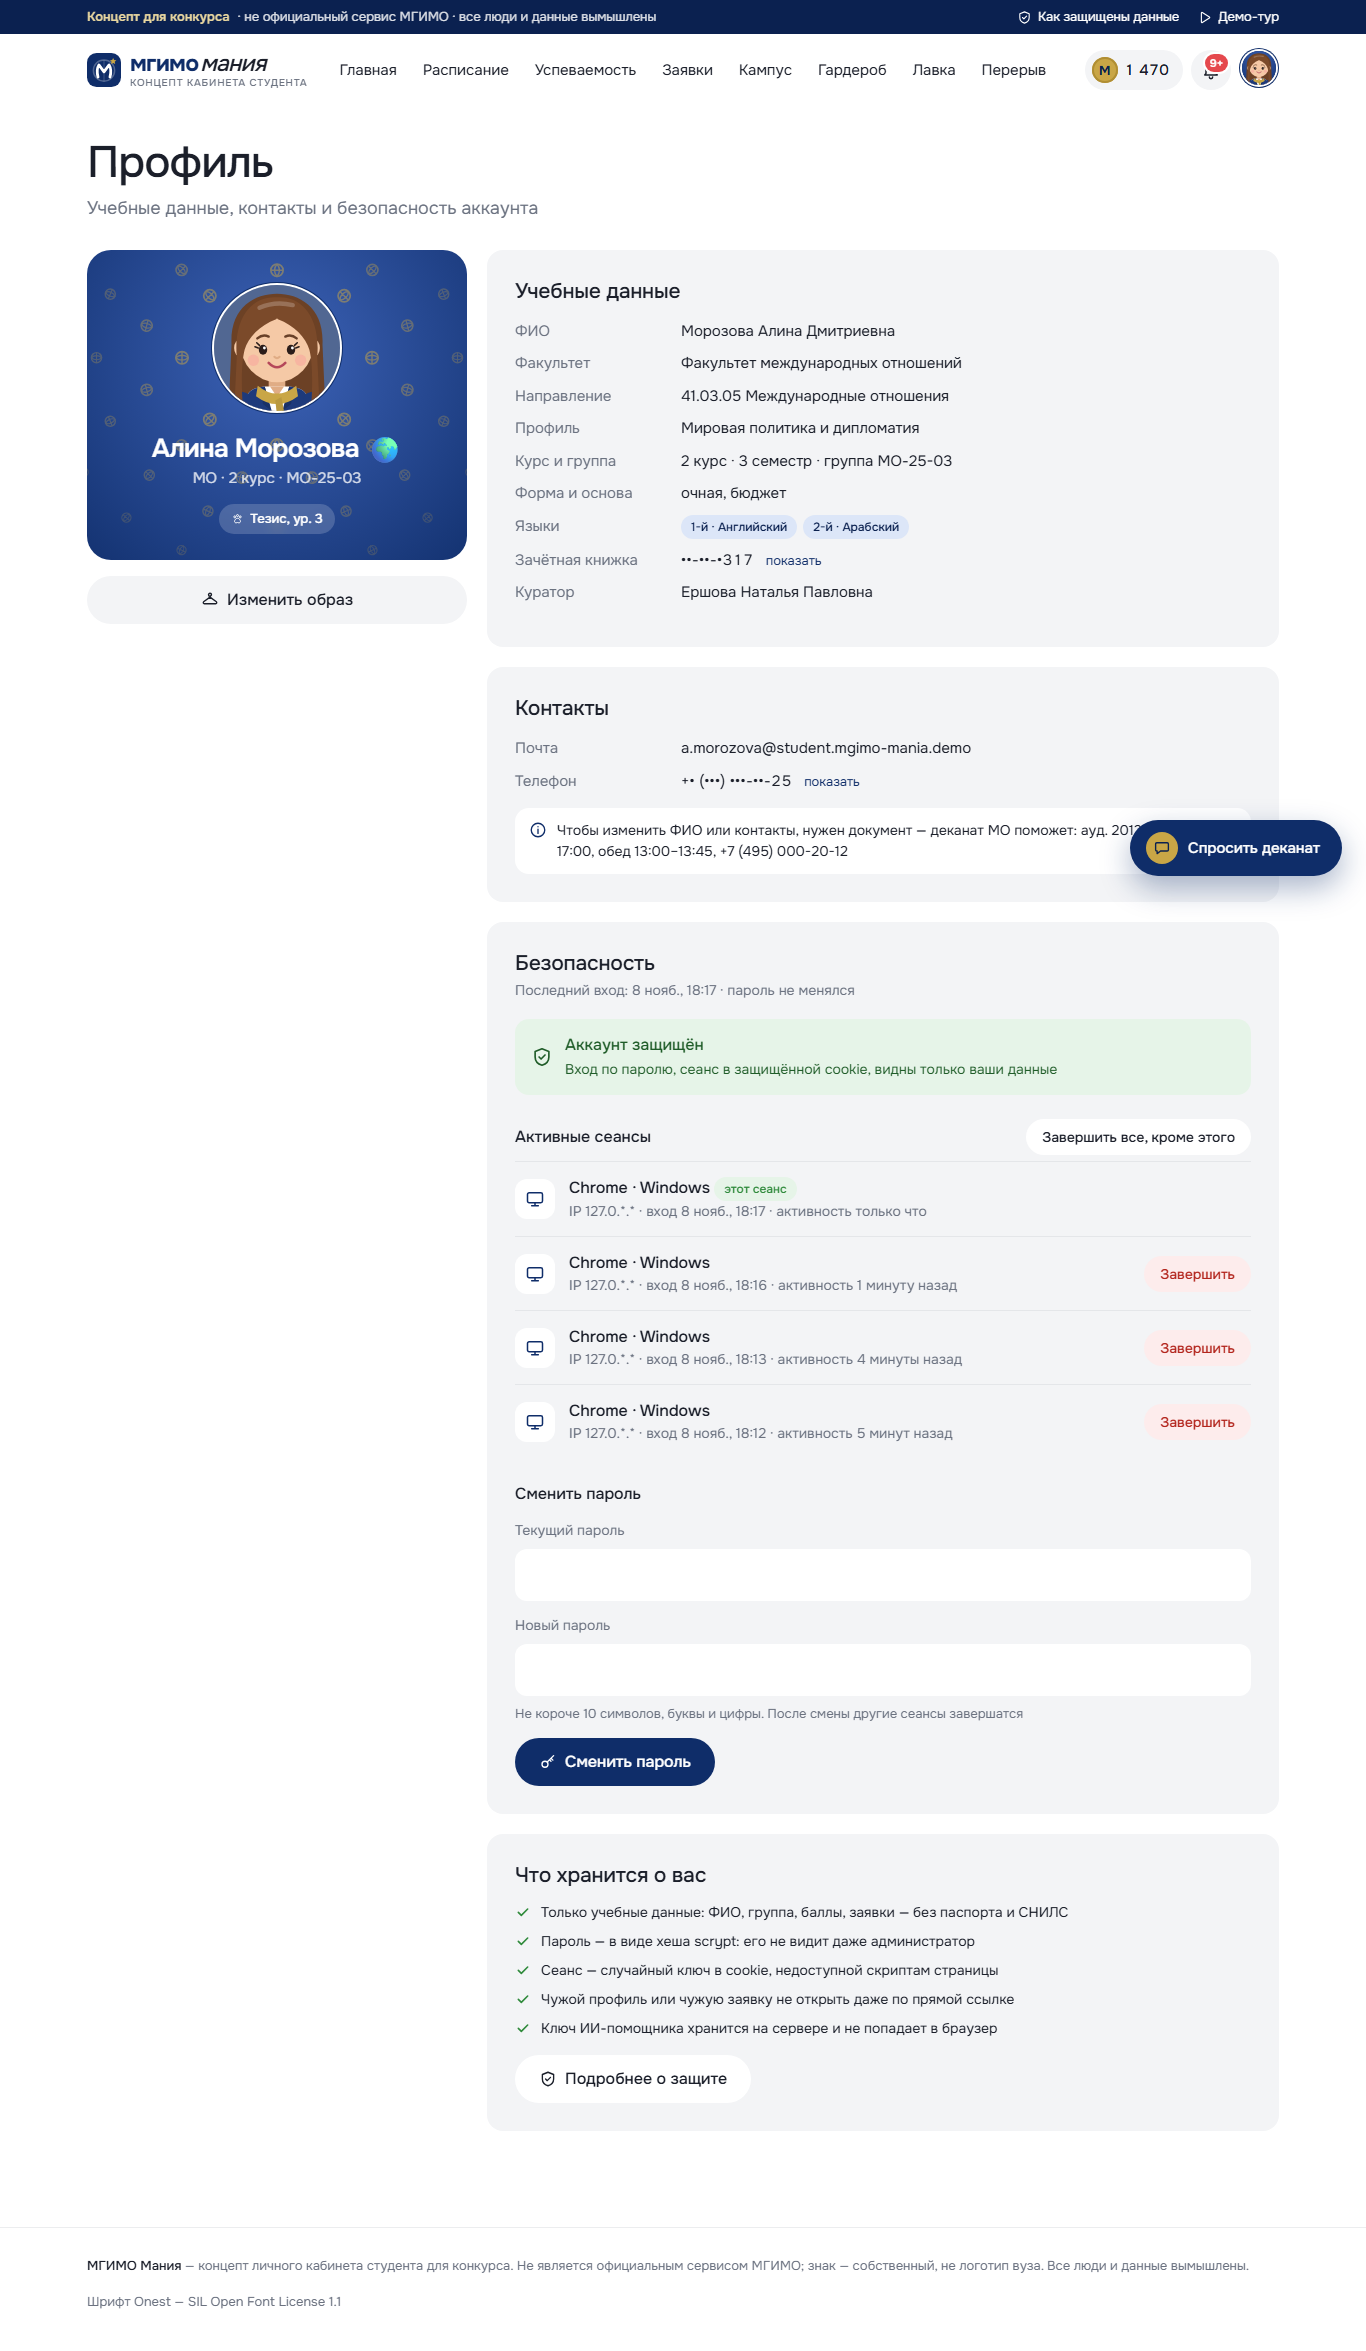 Концепт для конкурса · не официальный сервис МГИМО · все люди и данные вымышлены
Как защищены данные
Демо-тур
МГИМО Мания
КОНЦЕПТ КАБИНЕТА СТУДЕНТА
Главная
Расписание
Успеваемость
Заявки
Кампус
Гардероб
Лавка
Перерыв
М 1 470
9+
Профиль
Учебные данные, контакты и безопасность аккаунта
Алина Морозова
МО · 2 курс · МО-25-03
Тезис, ур. 3
Изменить образ
Учебные данные
ФИО Морозова Алина Дмитриевна
Факультет Факультет международных отношений
Направление 41.03.05 Международные отношения
Профиль Мировая политика и дипломатия
Курс и группа 2 курс · 3 семестр · группа МО-25-03
Форма и основа очная, бюджет
Языки 1-й · Английский 2-й · Арабский
Зачётная книжка ••-••-•317 показать
Куратор Ершова Наталья Павловна
Контакты
Почта a.morozova@student.mgimo-mania.demo
Телефон +• (•••) •••-••-25 показать
Чтобы изменить ФИО или контакты, нужен документ — деканат МО поможет: ауд.
17:00, обед 13:00–13:45, +7 (495) 000-20-12
Спросить деканат
Безопасность
Последний вход: 8 нояб., 18:17 · пароль не менялся
Аккаунт защищён
Вход по паролю, сеанс в защищённой cookie, видны только ваши данные
Активные сеансы
Завершить все, кроме этого
Chrome · Windows этот сеанс
IP 127.0.*.* · вход 8 нояб., 18:17 · активность только что
Chrome · Windows
IP 127.0.*.* · вход 8 нояб., 18:16 · активность 1 минуту назад
Завершить
Chrome · Windows
IP 127.0.*.* · вход 8 нояб., 18:13 · активность 4 минуты назад
Завершить
Chrome · Windows
IP 127.0.*.* · вход 8 нояб., 18:12 · активность 5 минут назад
Завершить
Сменить пароль
Текущий пароль
Новый пароль
Не короче 10 символов, буквы и цифры. После смены другие сеансы завершатся
Сменить пароль
Что хранится о вас
Только учебные данные: ФИО, группа, баллы, заявки — без паспорта и СНИЛС
Пароль — в виде хеша scrypt: его не видит даже администратор
Сеанс — случайный ключ в cookie, недоступной скриптам страницы
Чужой профиль или чужую заявку не открыть даже по прямой ссылке
Ключ ИИ-помощника хранится на сервере и не попадает в браузер
Подробнее о защите
МГИМО Мания — концепт личного кабинета студента для конкурса. Не является официальным сервисом МГИМО; знак — собственный, не логотип вуза. Все люди и данные вымышлены.
Шрифт Onest — SIL Open Font License 1.1